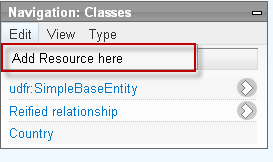 Navigation: Classes
Edit View Type
Add Resource here
udfr:SimpleBaseEntity
Reified relationship
Country